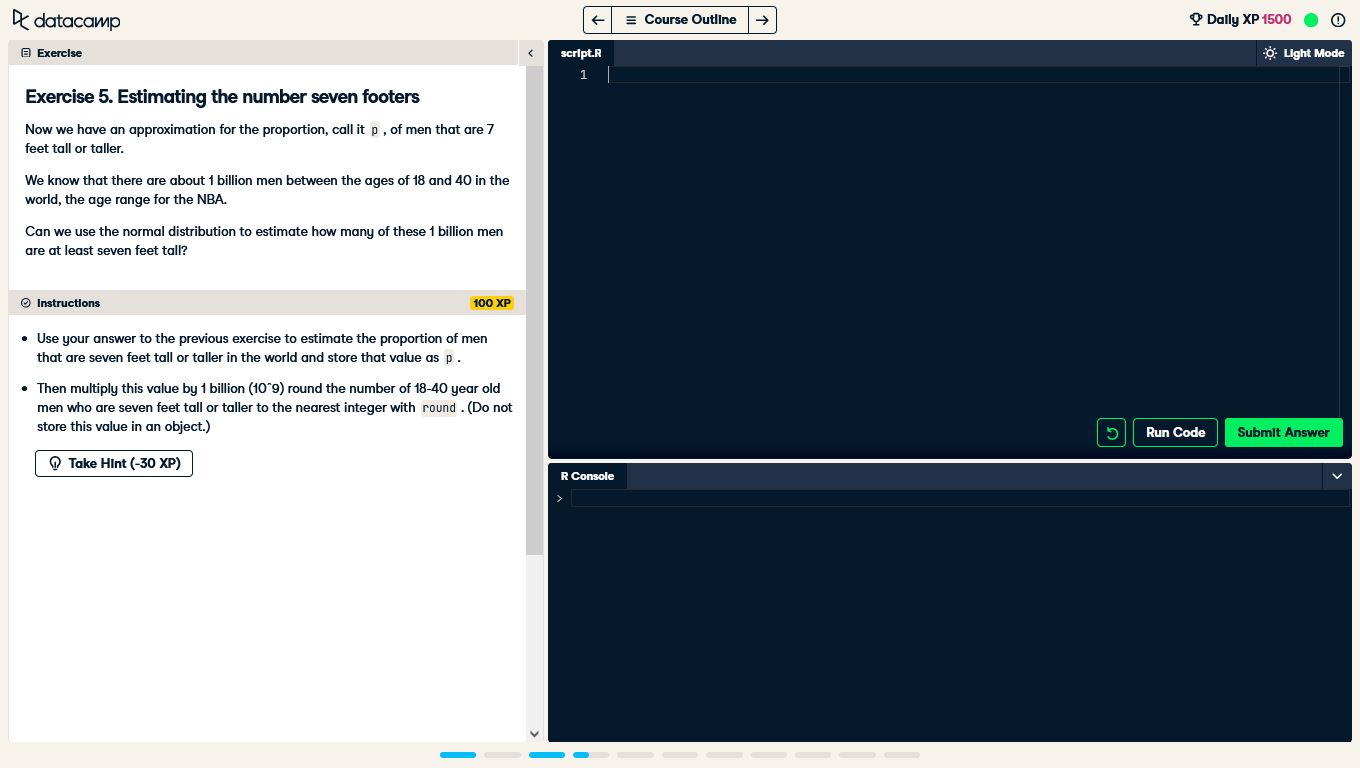 datacamp
Course Outline
Daily XP 1500
Exercise
Exercise 5. Estimating the number seven footers
Now we have an approximation for the proportion, call it p , of men that are 7
feet tall or taller.
We know that there are about 1 billion men between the ages of 18 and 40 in the
world, the age range for the NBA.
Can we use the normal distribution to estimate how many of these 1 billion men
are at least seven feet tall?
Instructions
100 XP
• Use your answer to the previous exercise to estimate the proportion of men
that are seven feet tall or taller in the world and store that value as p .
• Then multiply this value by 1 billion (10^9) round the number of 18-40 year old
men who are seven feet tall or taller to the nearest integer with round . (Do not
store this value in an object.)
Take Hint (-30 XP)
script.R
Light Mode
1
Run Code
Submit Answer
R Console
>